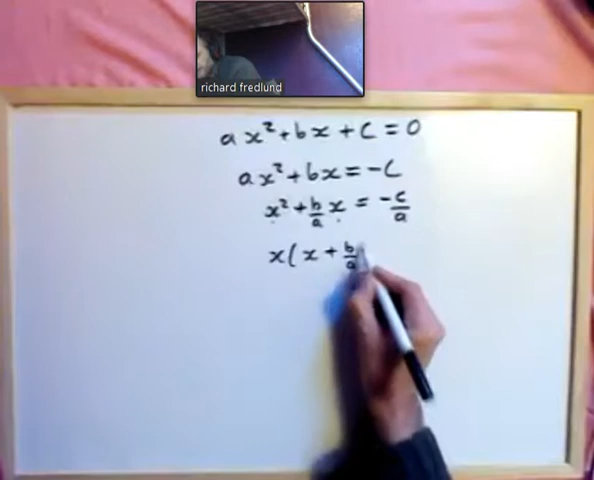 richard fredlund
ax²+bx+c=0
ax²+bx=-c
x²+b/a x=-c/a
x(x+b/a